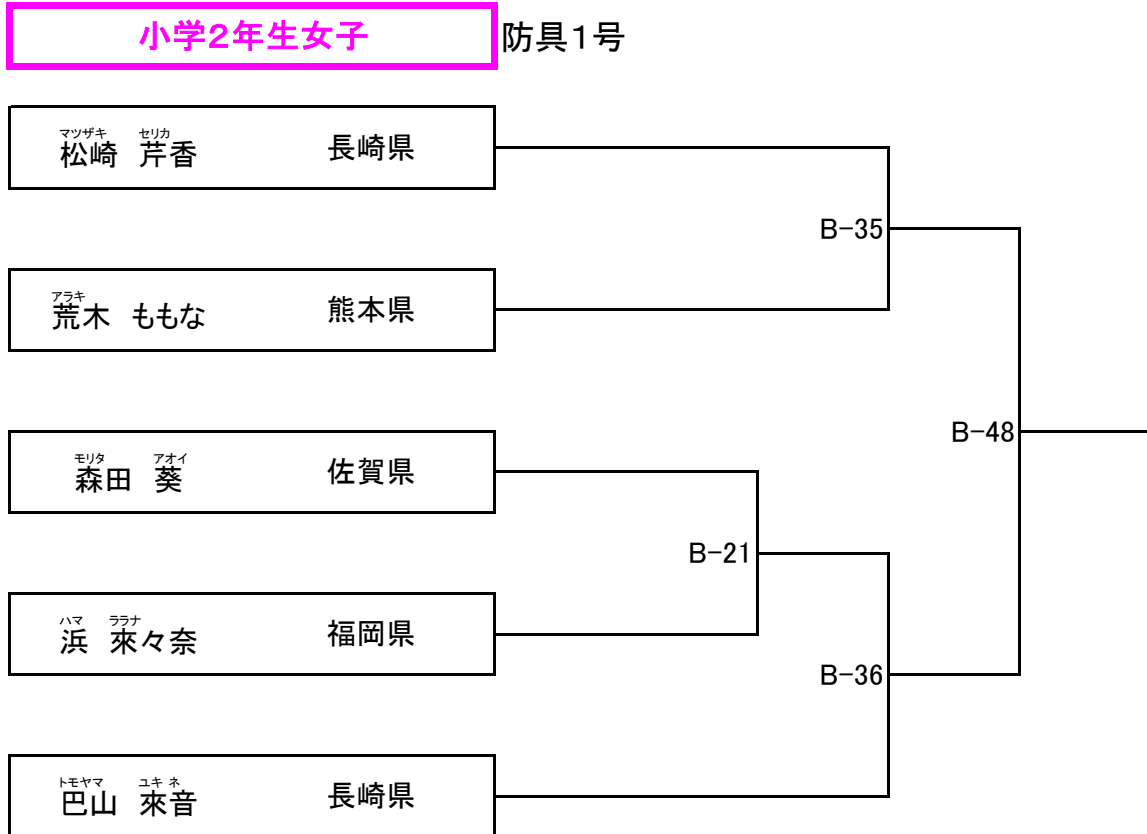 小学２年生女子 防具１号
マツザキ セリカ
松崎 芹香 長崎県
B-35
アラキ
荒木 ももな 熊本県
B-48
モリタ アオイ
森田 葵 佐賀県
B-21
ハマ ララナ
浜 來々奈 福岡県
B-36
トモヤマ ユキネ
巴山 來音 長崎県